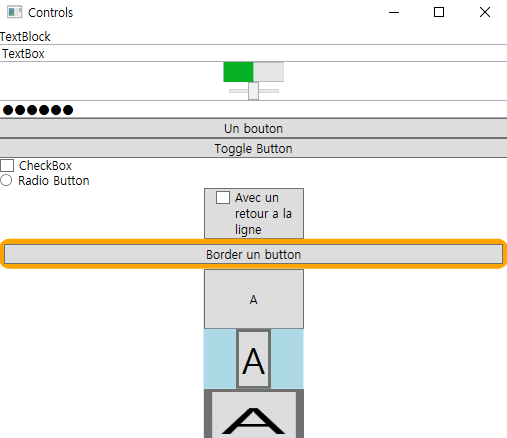 Controls
TextBlock
TextBox
●●●●●●
Un bouton
Toggle Button
CheckBox
Radio Button
Avec un
retour a la
ligne
Border un button
A
A
A